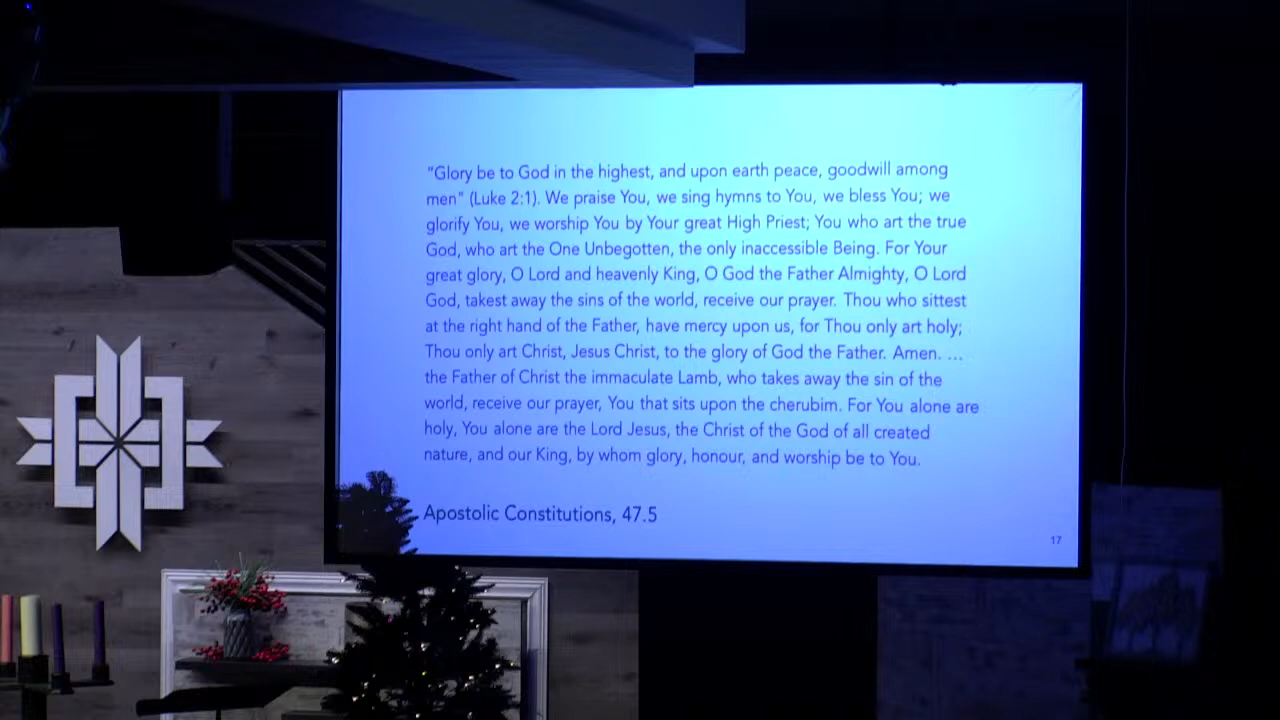 "Glory be to God in the highest, and upon earth peace, goodwill among
men" (Luke 2:1). We praise You, we sing hymns to You, we bless You; we
glorify You, we worship You by Your great High Priest; You who art the true
God, who art the One Unbegotten, the only inaccessible Being. For Your
great glory, O Lord and heavenly King, O God the Father Almighty, O Lord
God, takest away the sins of the world, receive our prayer. Thou who sittest
at the right hand of the Father, have mercy upon us, for Thou only art holy;
Thou only art Christ, Jesus Christ, to the glory of God the Father. Amen. ...
the Father of Christ the immaculate Lamb, who takes away the sin of the
world, receive our prayer, You that sits upon the cherubim. For You alone are
holy, You alone are the Lord Jesus, the Christ of the God of all created
nature, and our King, by whom glory, honour, and worship be to You.
Apostolic Constitutions, 47.5
17